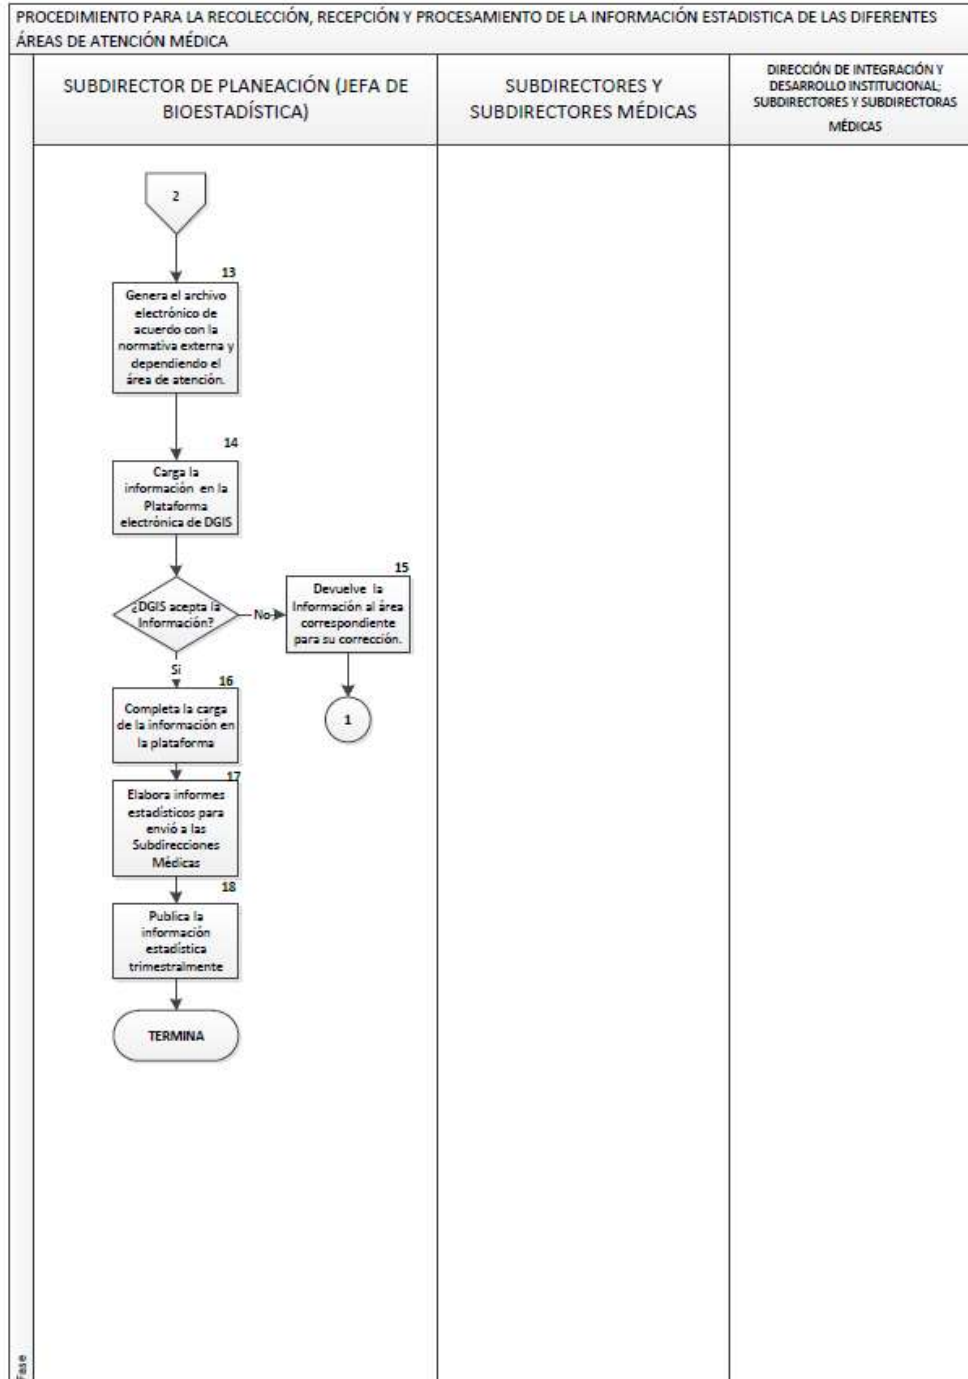 PROCEDIMIENTO PARA LA RECOLECCIÓN, RECEPCIÓN Y PROCESAMIENTO DE LA INFORMACIÓN ESTADISTICA DE LAS DIFERENTES
ÁREAS DE ATENCIÓN MÉDICA
SUBDIRECTOR DE PLANEACIÓN (JEFA DE
BIOESTADÍSTICA)
SUBDIRECTORES Y
SUBDIRECTORES MÉDICAS
DIRECCIÓN DE INTEGRACIÓN Y
DESARROLLO INSTITUCIONAL;
SUBDIRECTORES Y SUBDIRECTORAS
MÉDICAS
2
13
Genera el archivo
electrónico de
acuerdo con la
normativa externa y
dependiendo el
área de atención.
14
Carga la
información en la
Plataforma
electrónica de DGIS
¿DGIS acepta la
Información?
No
15
Devuelve la
Información al área
correspondiente
para su corrección.
1
Si
16
Completa la carga
de la información en
la plataforma
17
Elabora informes
estadísticos para
envió a las
Subdirecciones
Médicas
18
Publica la
información
estadística
trimestralmente
TERMINA
Fase